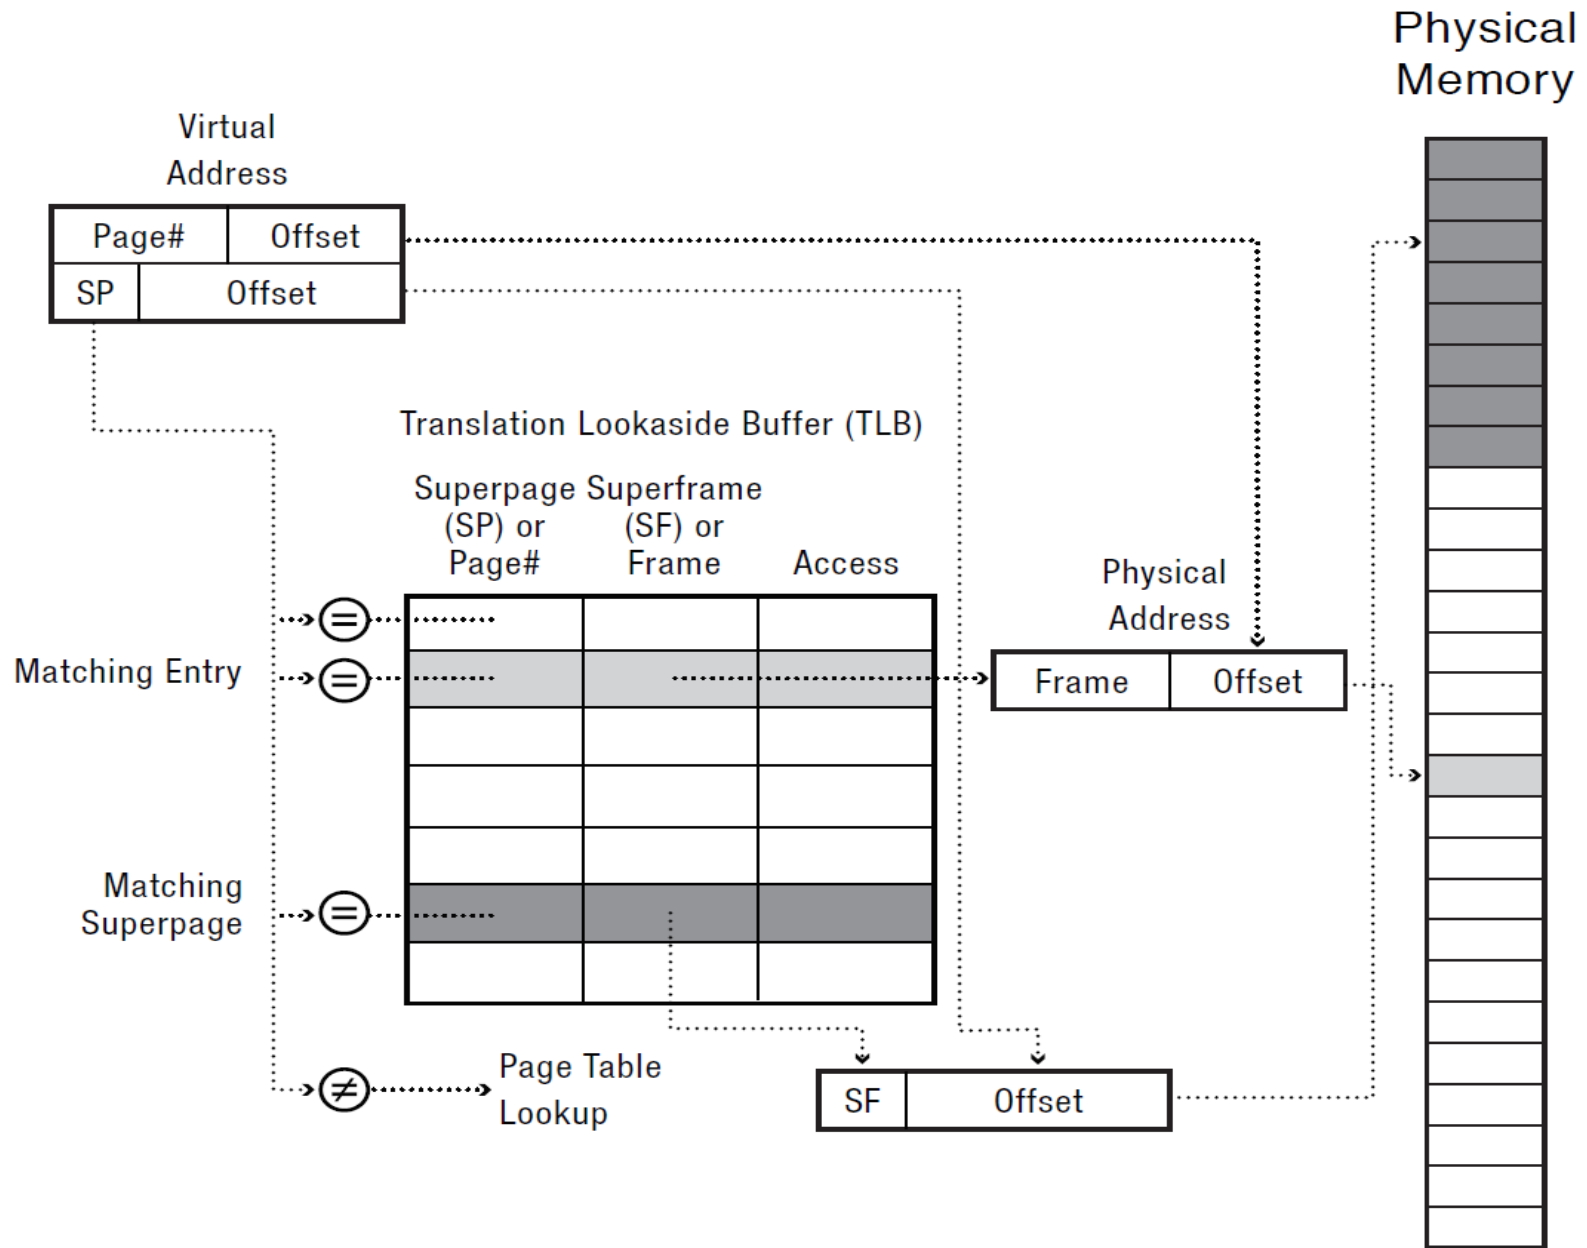 Physical
Memory
Virtual
Address
Page# Offset
SP Offset
Translation Lookaside Buffer (TLB)
Superpage Superframe
(SP) or (SF) or
Page# Frame Access
Physical
Address
=
Matching Entry =
Frame Offset
Matching
Superpage
=
Page Table
Lookup
≠
SF Offset